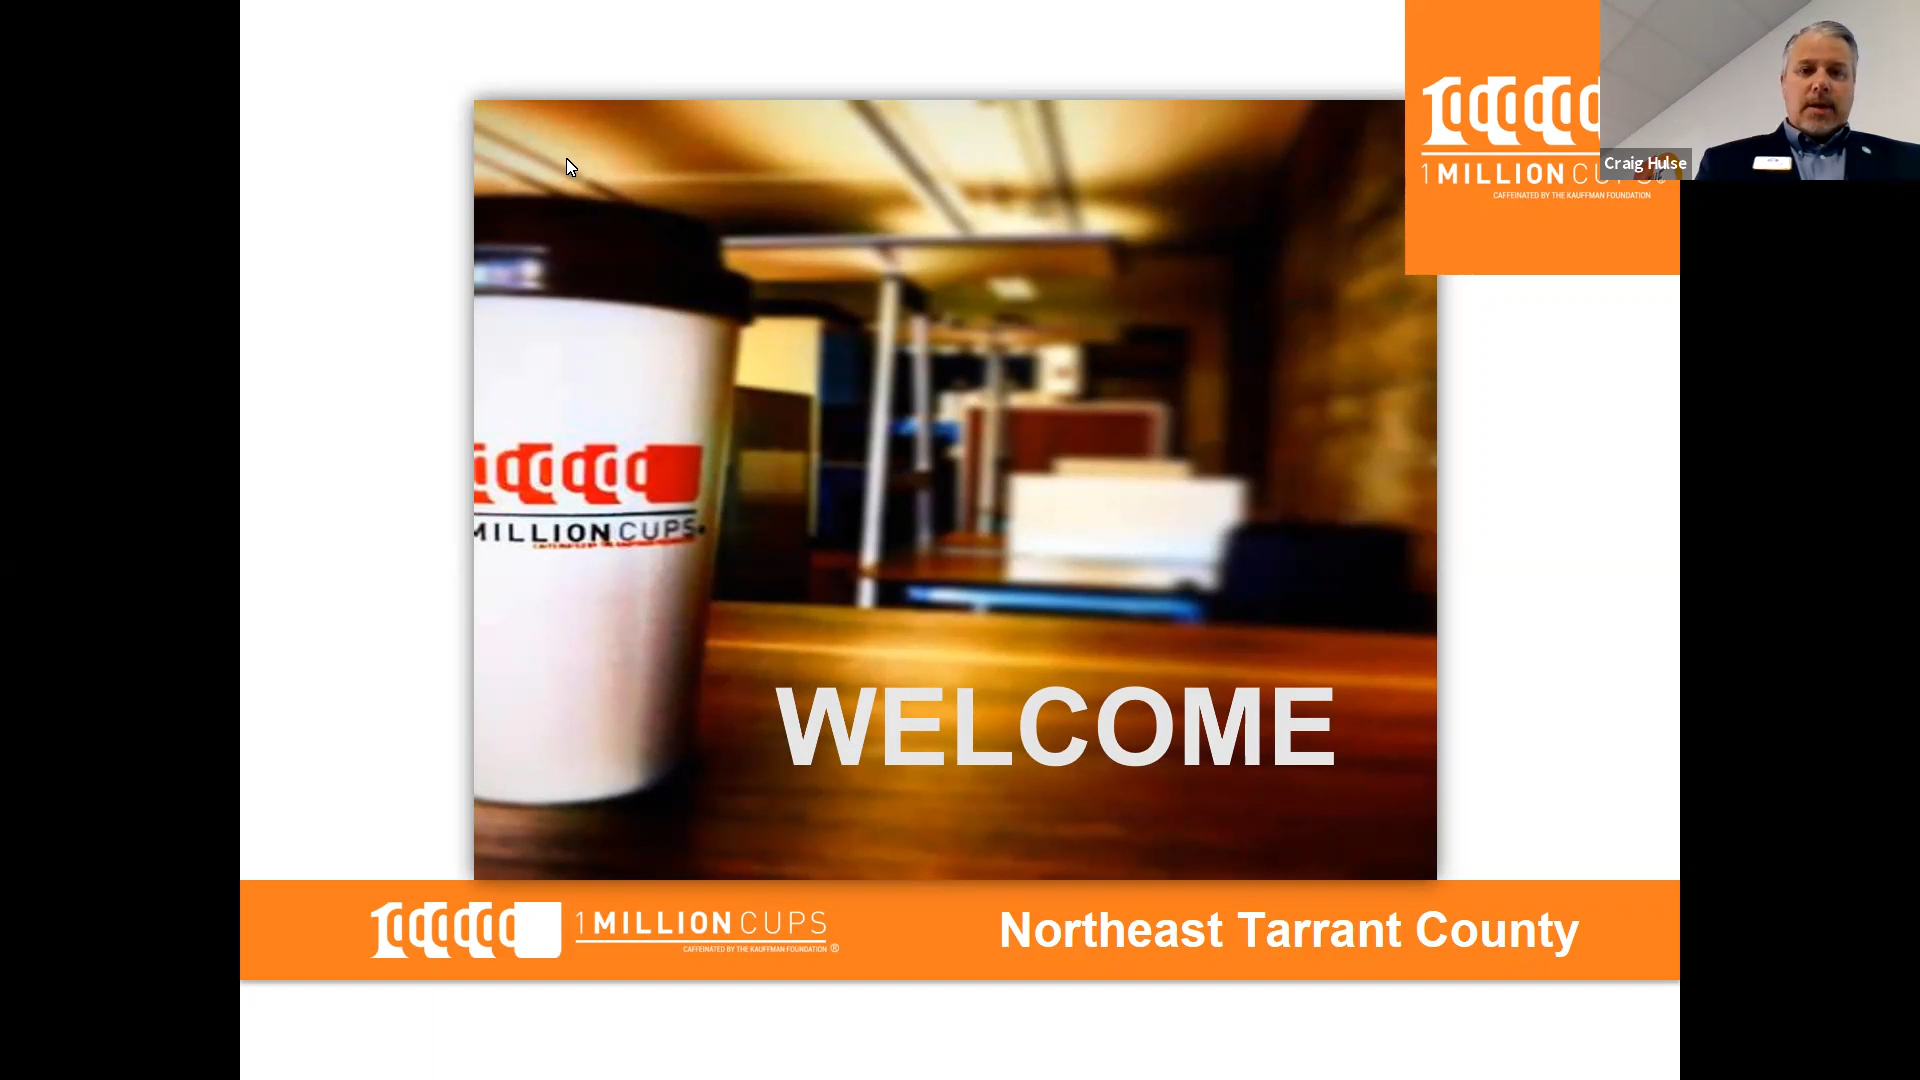 1 MILLION CU
CAFFEINATED BY THE KAUFFMAN FOUNDATION
Craig Hulse
MILLION CUPS
WELCOME
1 MILLION CUPS
CAFFEINATED BY THE KAUFFMAN FOUNDATION ®
Northeast Tarrant County